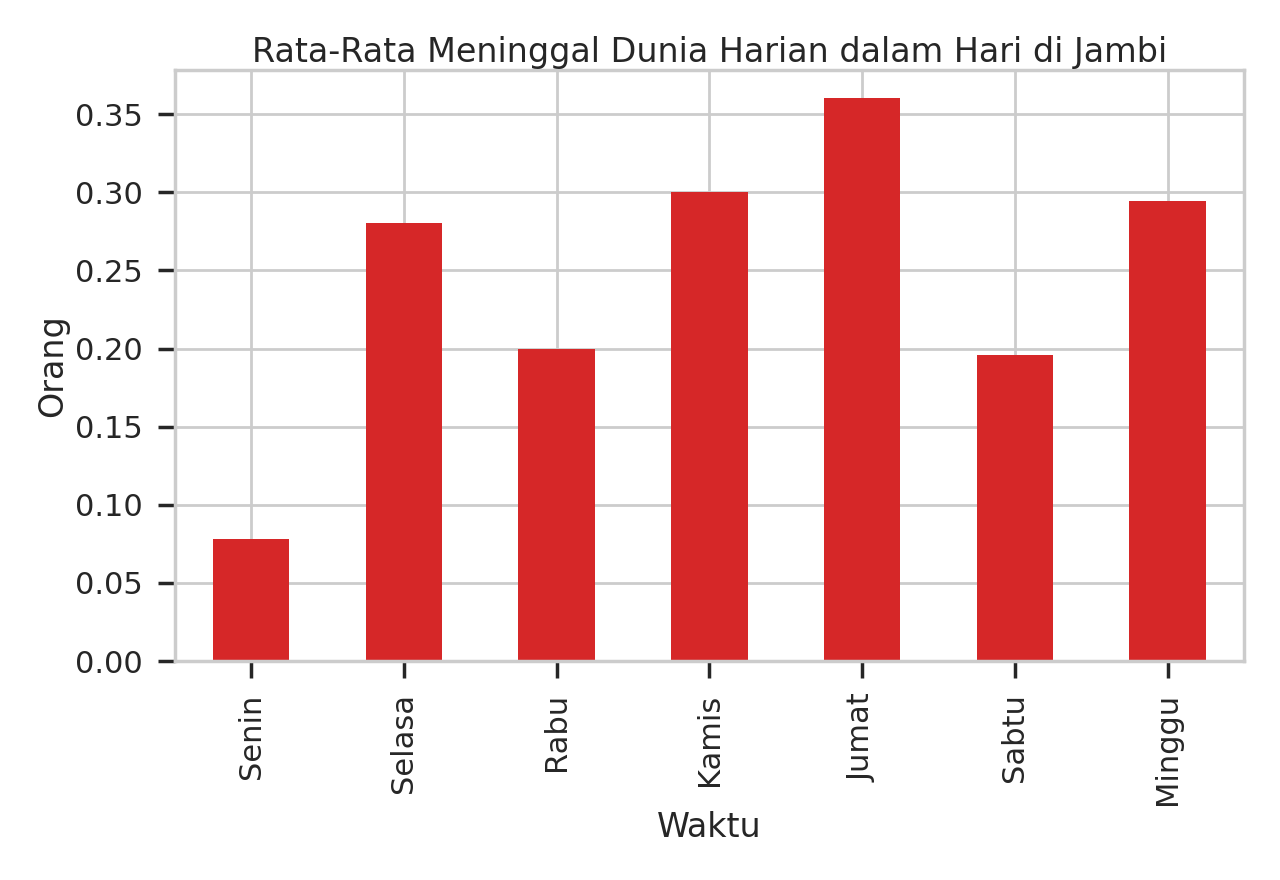 Rata-Rata Meninggal Dunia Harian dalam Hari di Jambi
0.35
0.30
0.25
0.20
0.15
0.10
0.05
0.00
Orang
Senin
Selasa
Rabu
Kamis
Jumat
Sabtu
Minggu
Waktu